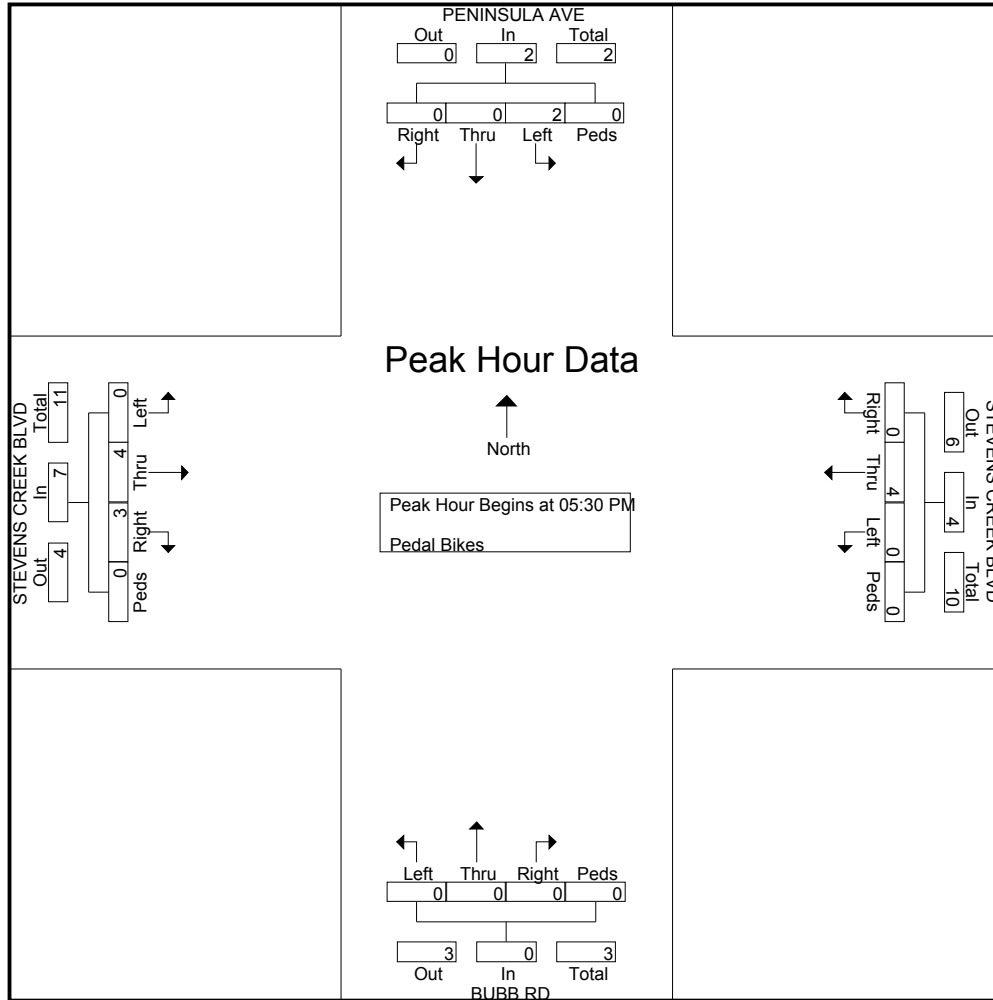 PENINSULA AVE
Out In Total
0 2 2
0 0 2 0
Right Thru Left Peds
Peak Hour Data
North
Peak Hour Begins at 05:30 PM
Pedal Bikes
STEVENS CREEK BLVD
Total In Out
11 7 4
0 4 3 0
Left Thru Right Peds
STEVENS CREEK BLVD
Out In Total
6 4 10
0 4 0 0
Right Thru Left Peds
Left Thru Right Peds
0 0 0 0
3 0 3
Out In Total
BUBB RD